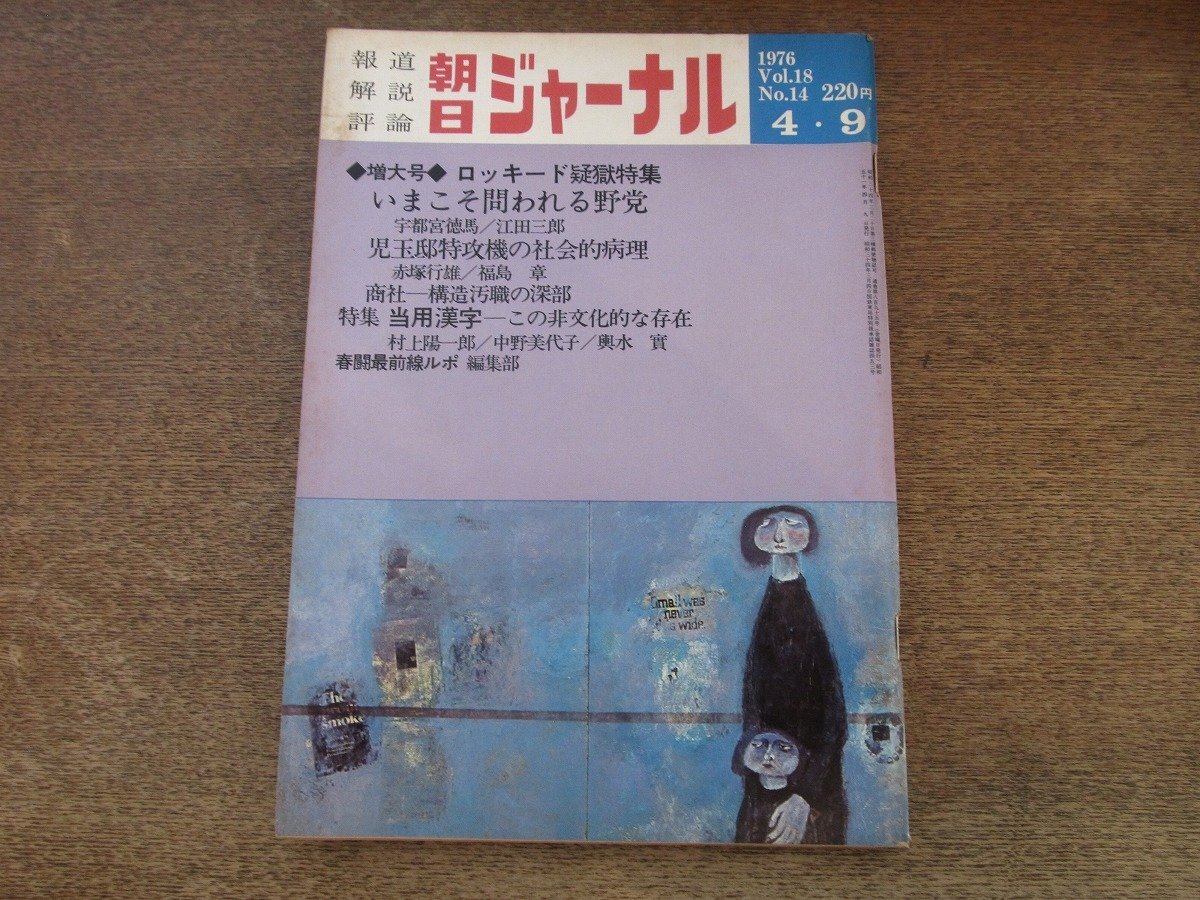 報道
解説
評論
朝日ジャーナル
1976
Vol.18
No.14 220円
4・9
◆増大号◆ ロッキード疑獄特集
いまこそ問われる野党
宇都宮徳馬／江田三郎
児玉邸特攻機の社会的病理
赤塚行雄／福島 章
商社―構造汚職の深部
特集 当用漢字―この非文化的な存在
村上陽一郎／中野美代子／輿水 實
春闘最前線ルポ 編集部
mall was
never
wide.
he
smoke